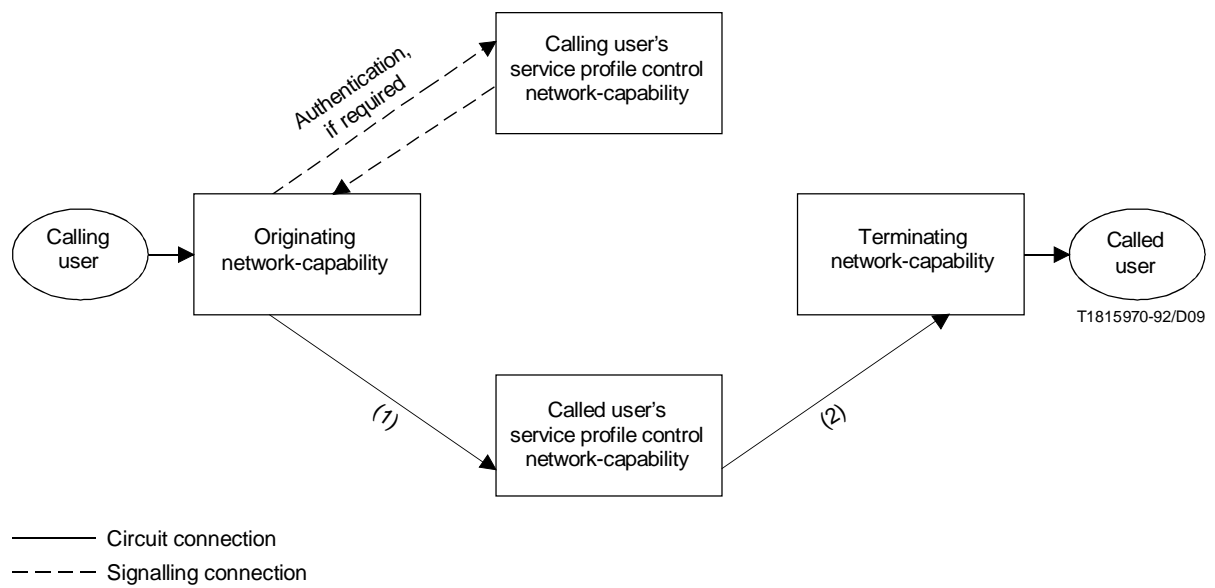 Calling user's
service profile control
network-capability
Authentication,
if required
Calling
user
Originating
network-capability
Terminating
network-capability
Called
user
T1815970-92/D09
(1)
Called user's
service profile control
network-capability
(2)
Circuit connection
Signalling connection